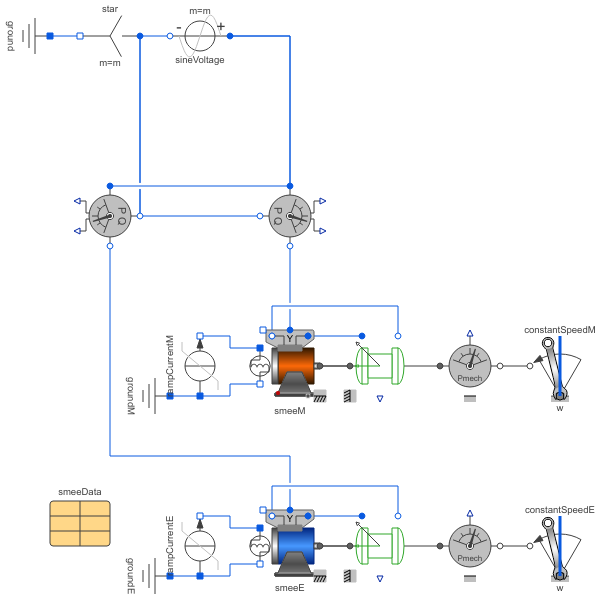 star
m=m
ground
m=m
sineVoltage
- +
P Q
P Q
constantSpeedM
rampCurrentM
Y
Pmech
groundM
smeeM
w
smeeData
constantSpeedE
rampCurrentE
Y
Pmech
groundE
smeeE
w